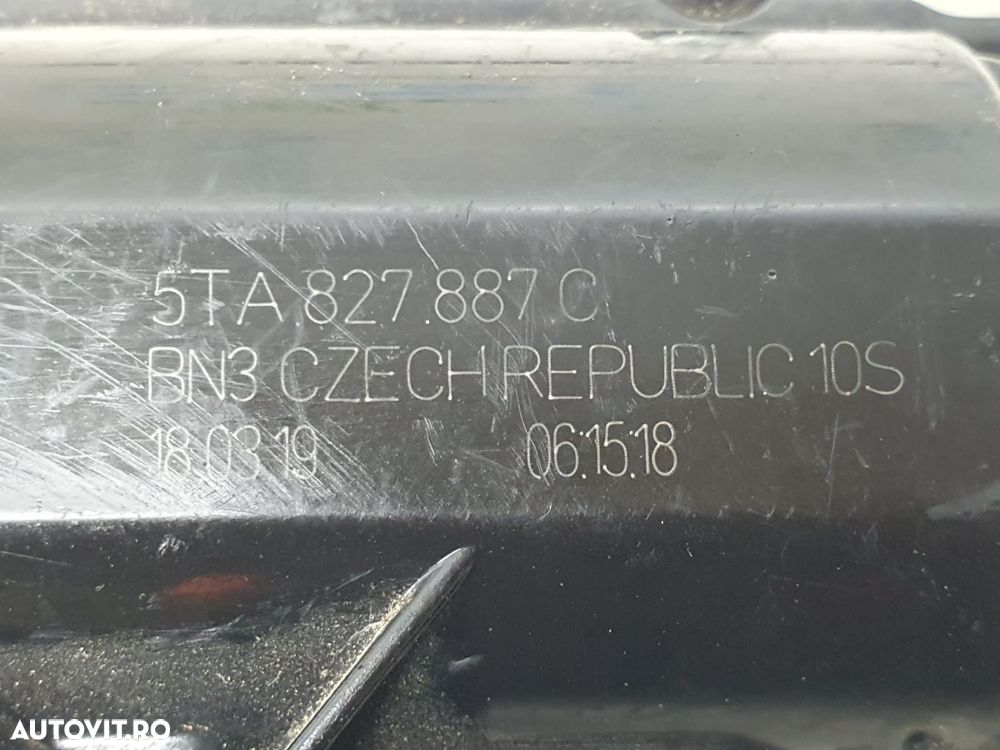 5TA 827.887 C
BN3 CZECH REPUBLIC 10S
18.03.19 06:15:18
AUTOVIT.RO